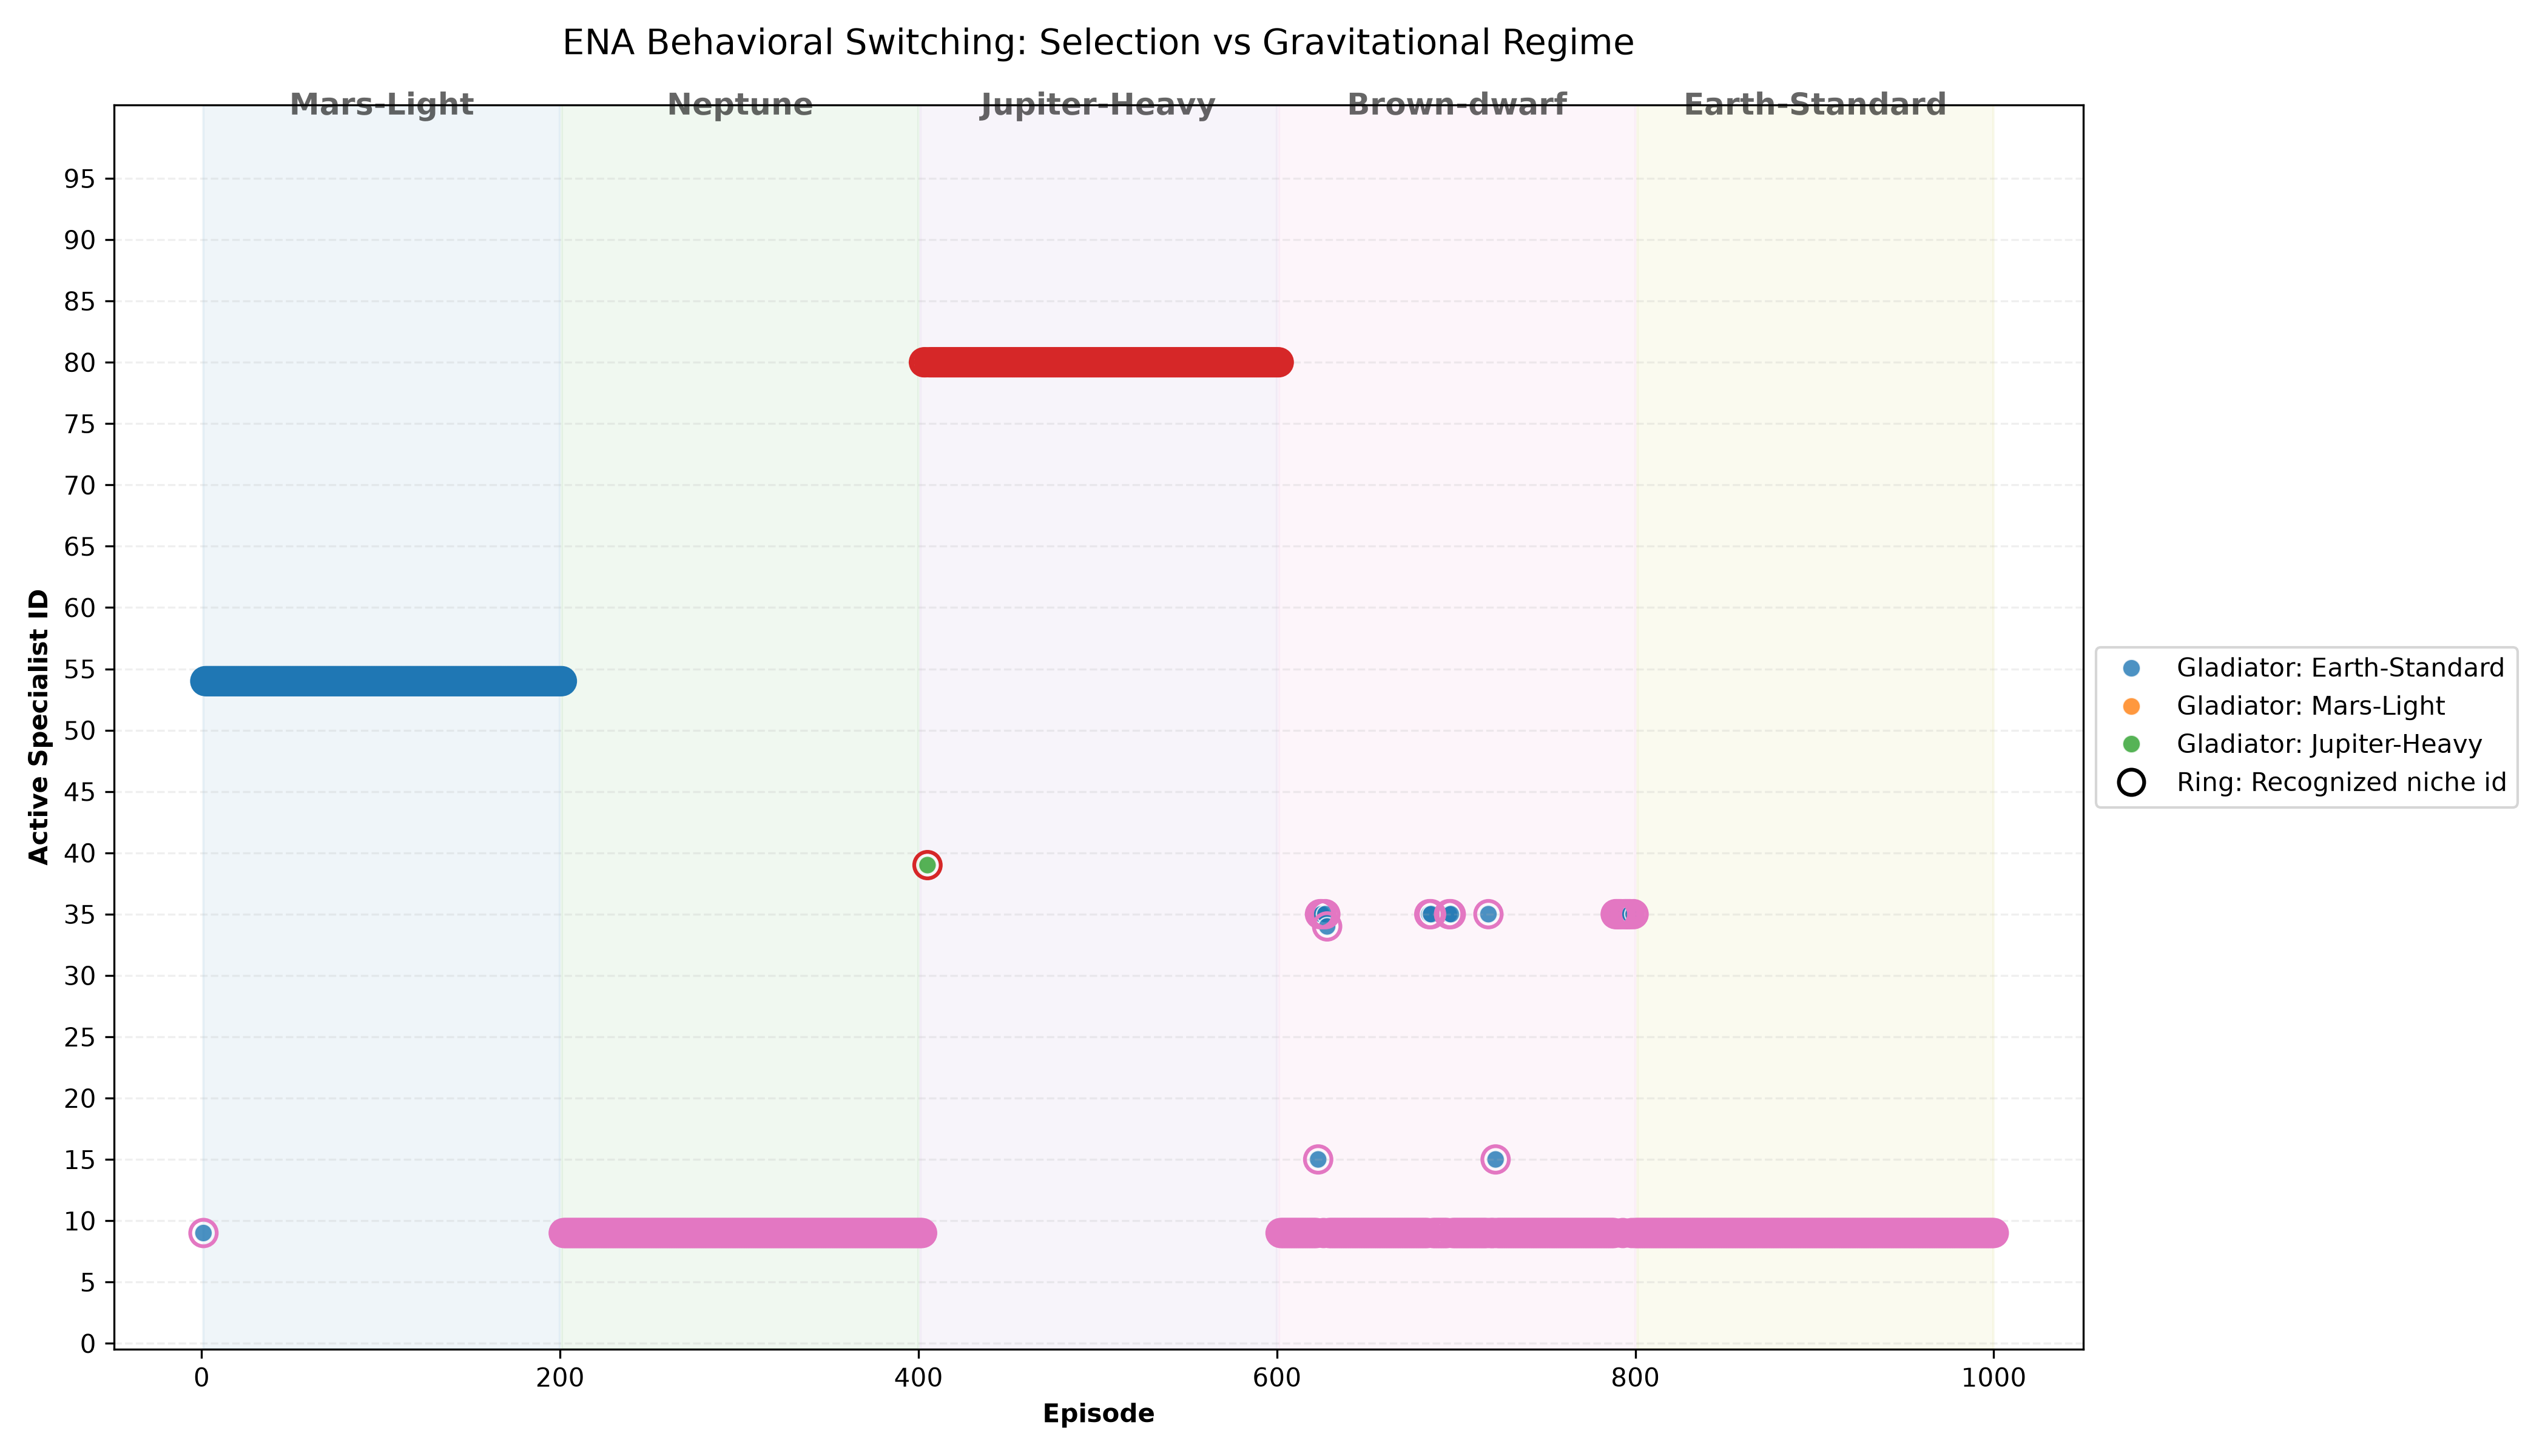 ENA Behavioral Switching: Selection vs Gravitational Regime
Mars-Light Neptune Jupiter-Heavy Brown-dwarf Earth-Standard
95
90
85
80
75
70
65
60
55
50
45
40
35
30
25
20
15
10
5
0
Active Specialist ID
0 200 400 600 800 1000
Episode
Gladiator: Earth-Standard
Gladiator: Mars-Light
Gladiator: Jupiter-Heavy
Ring: Recognized niche id